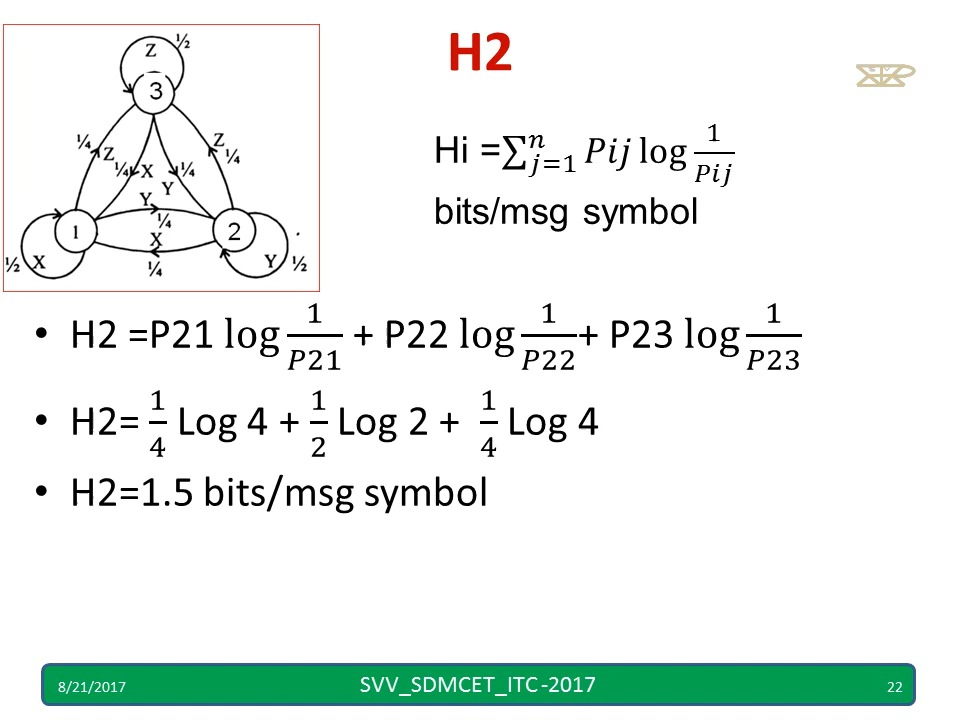 H2
Z ½
3
¼ Z ¼ X Y ¼ Z ¼
Y ¼
1 2
X ¼
½ X Y ½
Hi =∑ⁿⱼ₌₁ 𝑃𝑖𝑗 log 1/𝑃𝑖𝑗
bits/msg symbol
• H2 =P21 log 1/𝑃21 + P22 log 1/𝑃22+ P23 log 1/𝑃23
• H2= 1/4 Log 4 + 1/2 Log 2 + 1/4 Log 4
• H2=1.5 bits/msg symbol
8/21/2017 SVV_SDMCET_ITC -2017 22